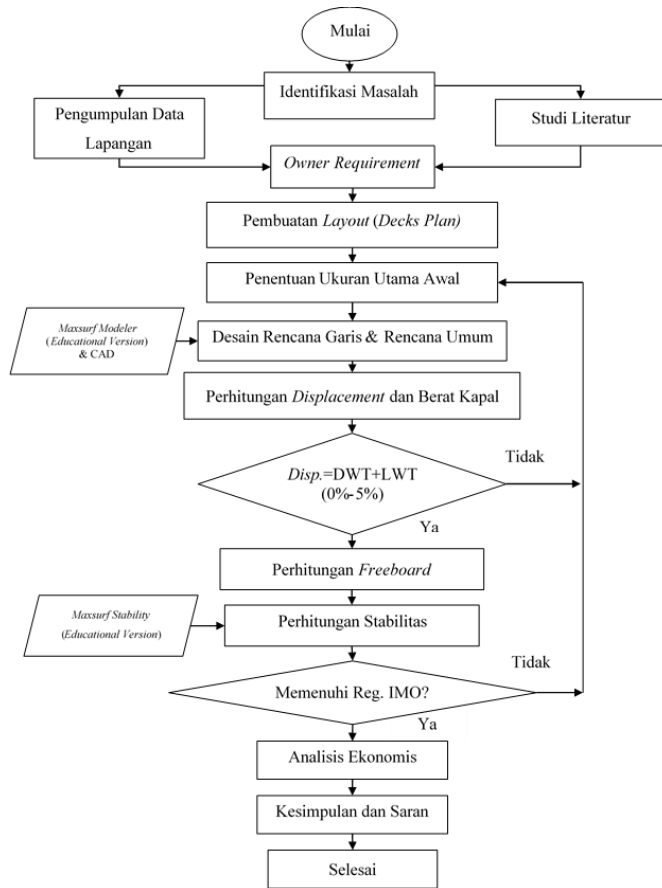 Mulai
Identifikasi Masalah
Pengumpulan Data
Lapangan
Studi Literatur
Owner Requirement
Pembuatan Layout (Decks Plan)
Penentuan Ukuran Utama Awal
Maxsurf Modeler
(Educational Version)
& CAD
Desain Rencana Garis & Rencana Umum
Perhitungan Displacement dan Berat Kapal
Disp.=DWT+LWT
(0%-5%)
Tidak
Ya
Perhitungan Freeboard
Maxsurf Stability
(Educational Version)
Perhitungan Stabilitas
Memenuhi Reg. IMO?
Tidak
Ya
Analisis Ekonomis
Kesimpulan dan Saran
Selesai